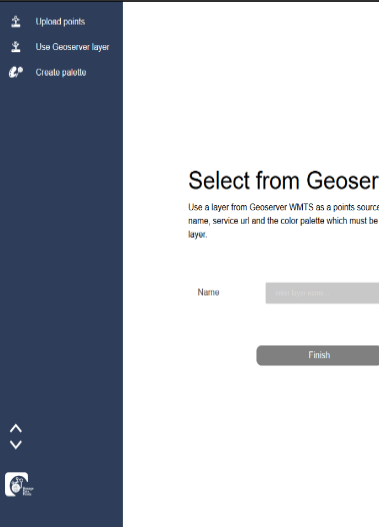 Upload points
Use Geoserver layer
Create palette
Select from Geoser
Use a layer from Geoserver WMTS as a points source
name, service url and the color palette which must be
layer.
Name
Finish